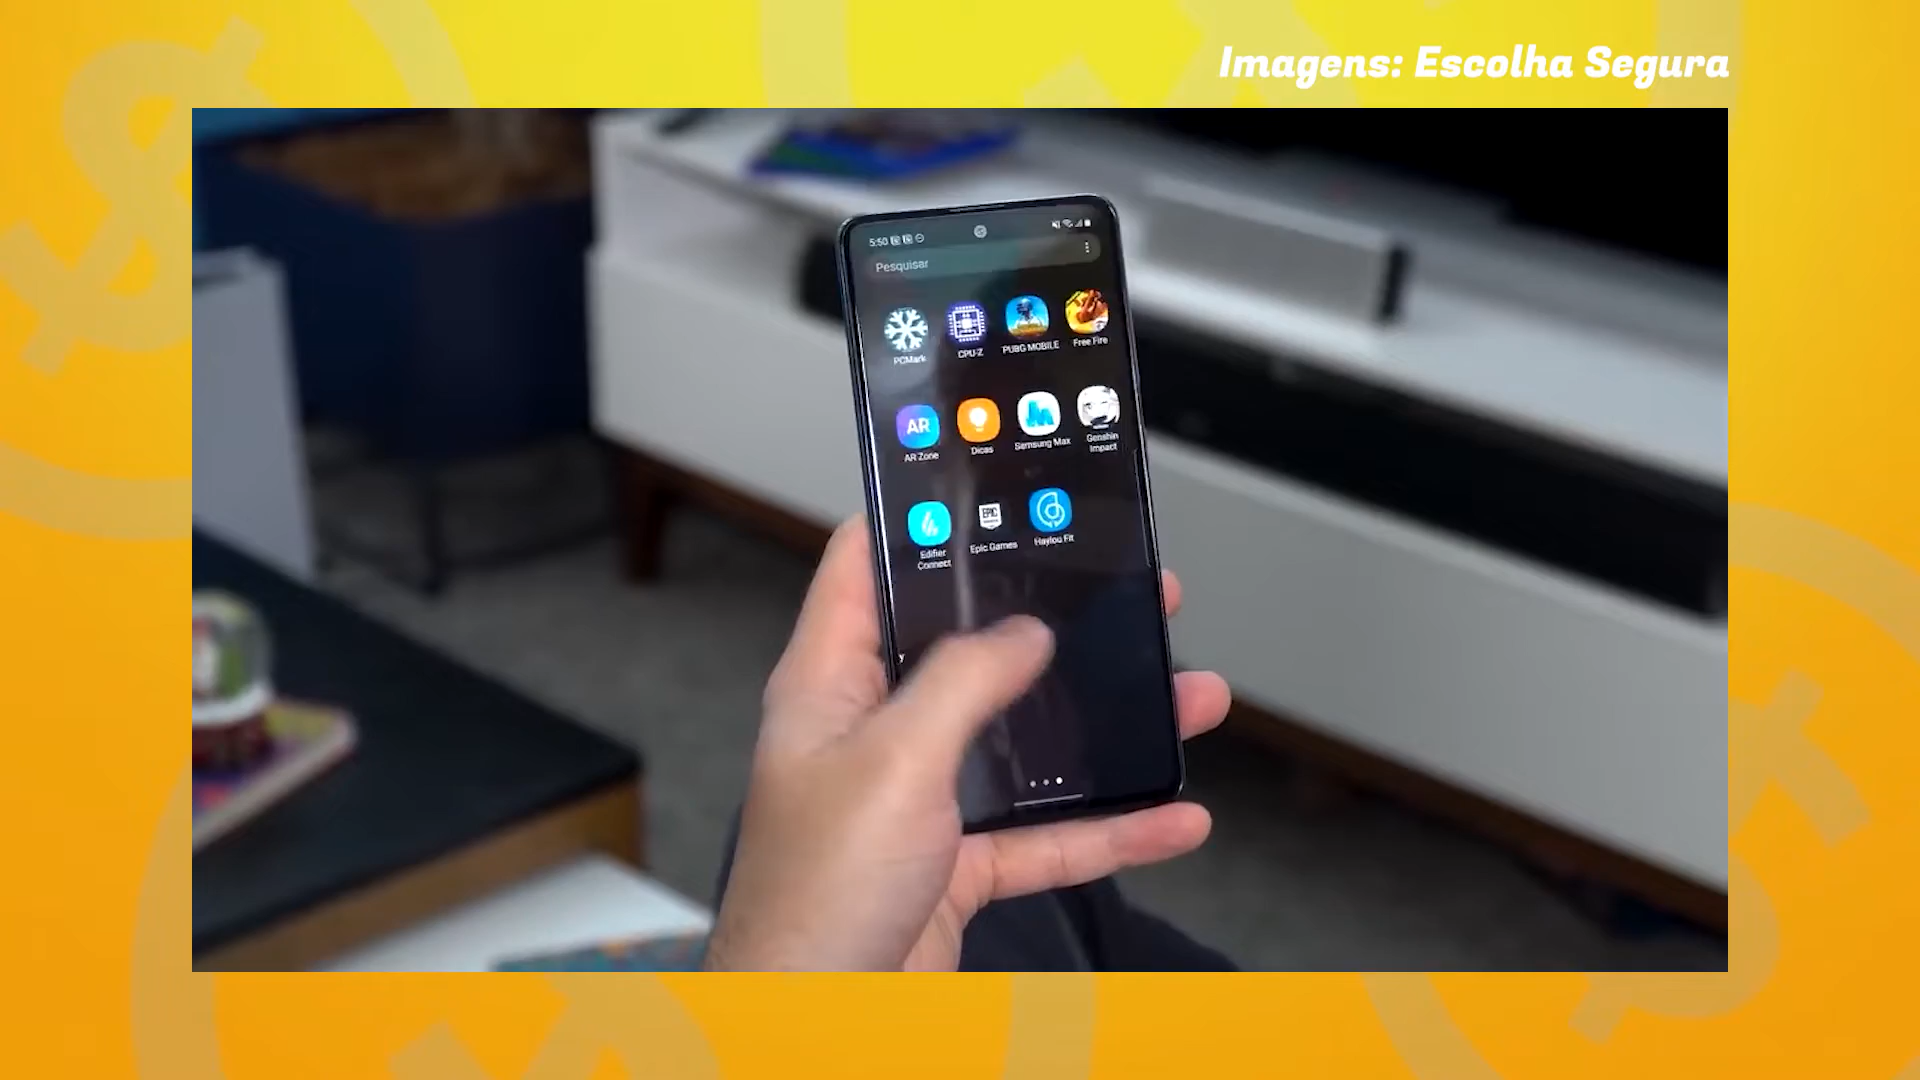 Imagens: Escolha Segura
5:50
Pesquisar
PCMark
CPU-Z
PUBG MOBILE
Free Fire
AR
AR Zone
Dicas
Samsung Max
Genshin
Impact
Edifier
Connect
EPIC
Epic Games
Haylou Fit